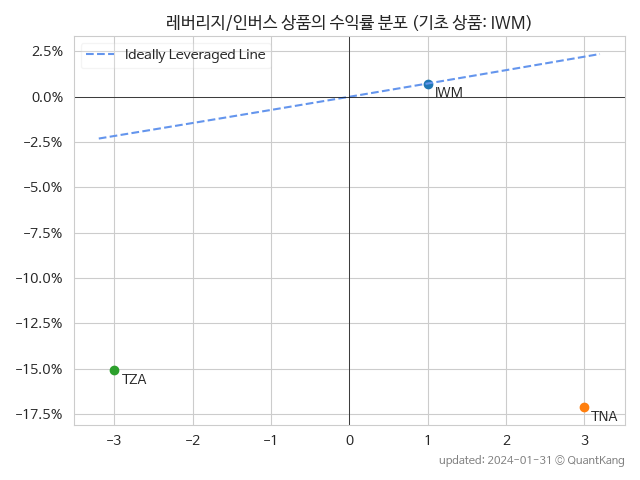 레버리지/인버스 상품의 수익률 분포 (기초 상품: IWM)
2.5%
Ideally Leveraged Line
0.0%
IWM
-2.5%
-5.0%
-7.5%
-10.0%
-12.5%
-15.0%
TZA
-17.5%
TNA
-3 -2 -1 0 1 2 3
updated: 2024-01-31 © QuantKang